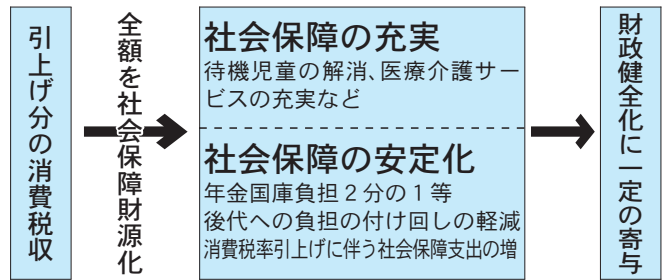 引上げ分の消費税収
全額を社会保障財源化
社会保障の充実
待機児童の解消、医療介護サー
ビスの充実など
社会保障の安定化
年金国庫負担２分の１等
後代への負担の付け回しの軽減
消費税率引上げに伴う社会保障支出の増
財政健全化に一定の寄与